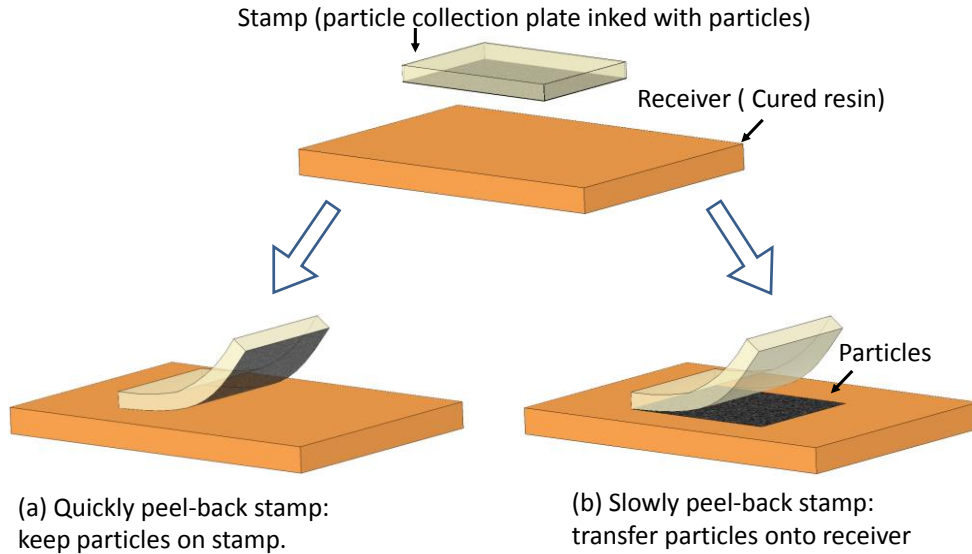 Stamp (particle collection plate inked with particles)
Receiver ( Cured resin)
Particles
(a) Quickly peel-back stamp:
keep particles on stamp.
(b) Slowly peel-back stamp:
transfer particles onto receiver